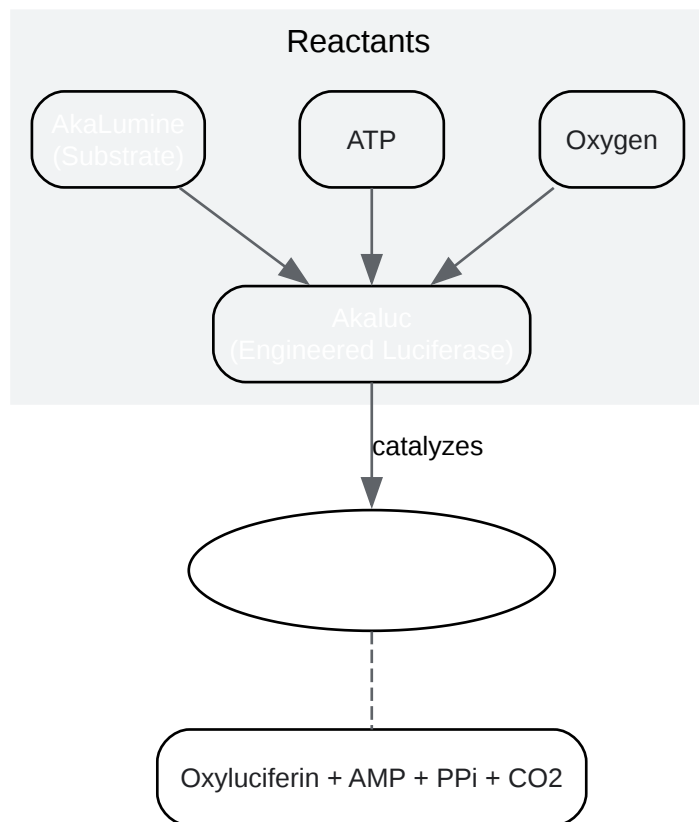 Reactants
AkaLumine
(Substrate)
ATP
Oxygen
Akaluc
(Engineered Luciferase)
catalyzes
Oxyluciferin + AMP + PPi + CO2